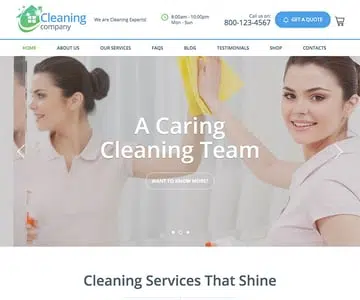 Cleaning
company
We are Cleaning Experts!
8:00am - 10:00pm
Mon - Sun
Call us on:
800-123-4567
GET A QUOTE
HOME
ABOUT US
OUR SERVICES
FAQS
BLOG
TESTIMONIALS
SHOP
CONTACTS
A Caring
Cleaning Team
WANT TO KNOW MORE?
Cleaning Services That Shine